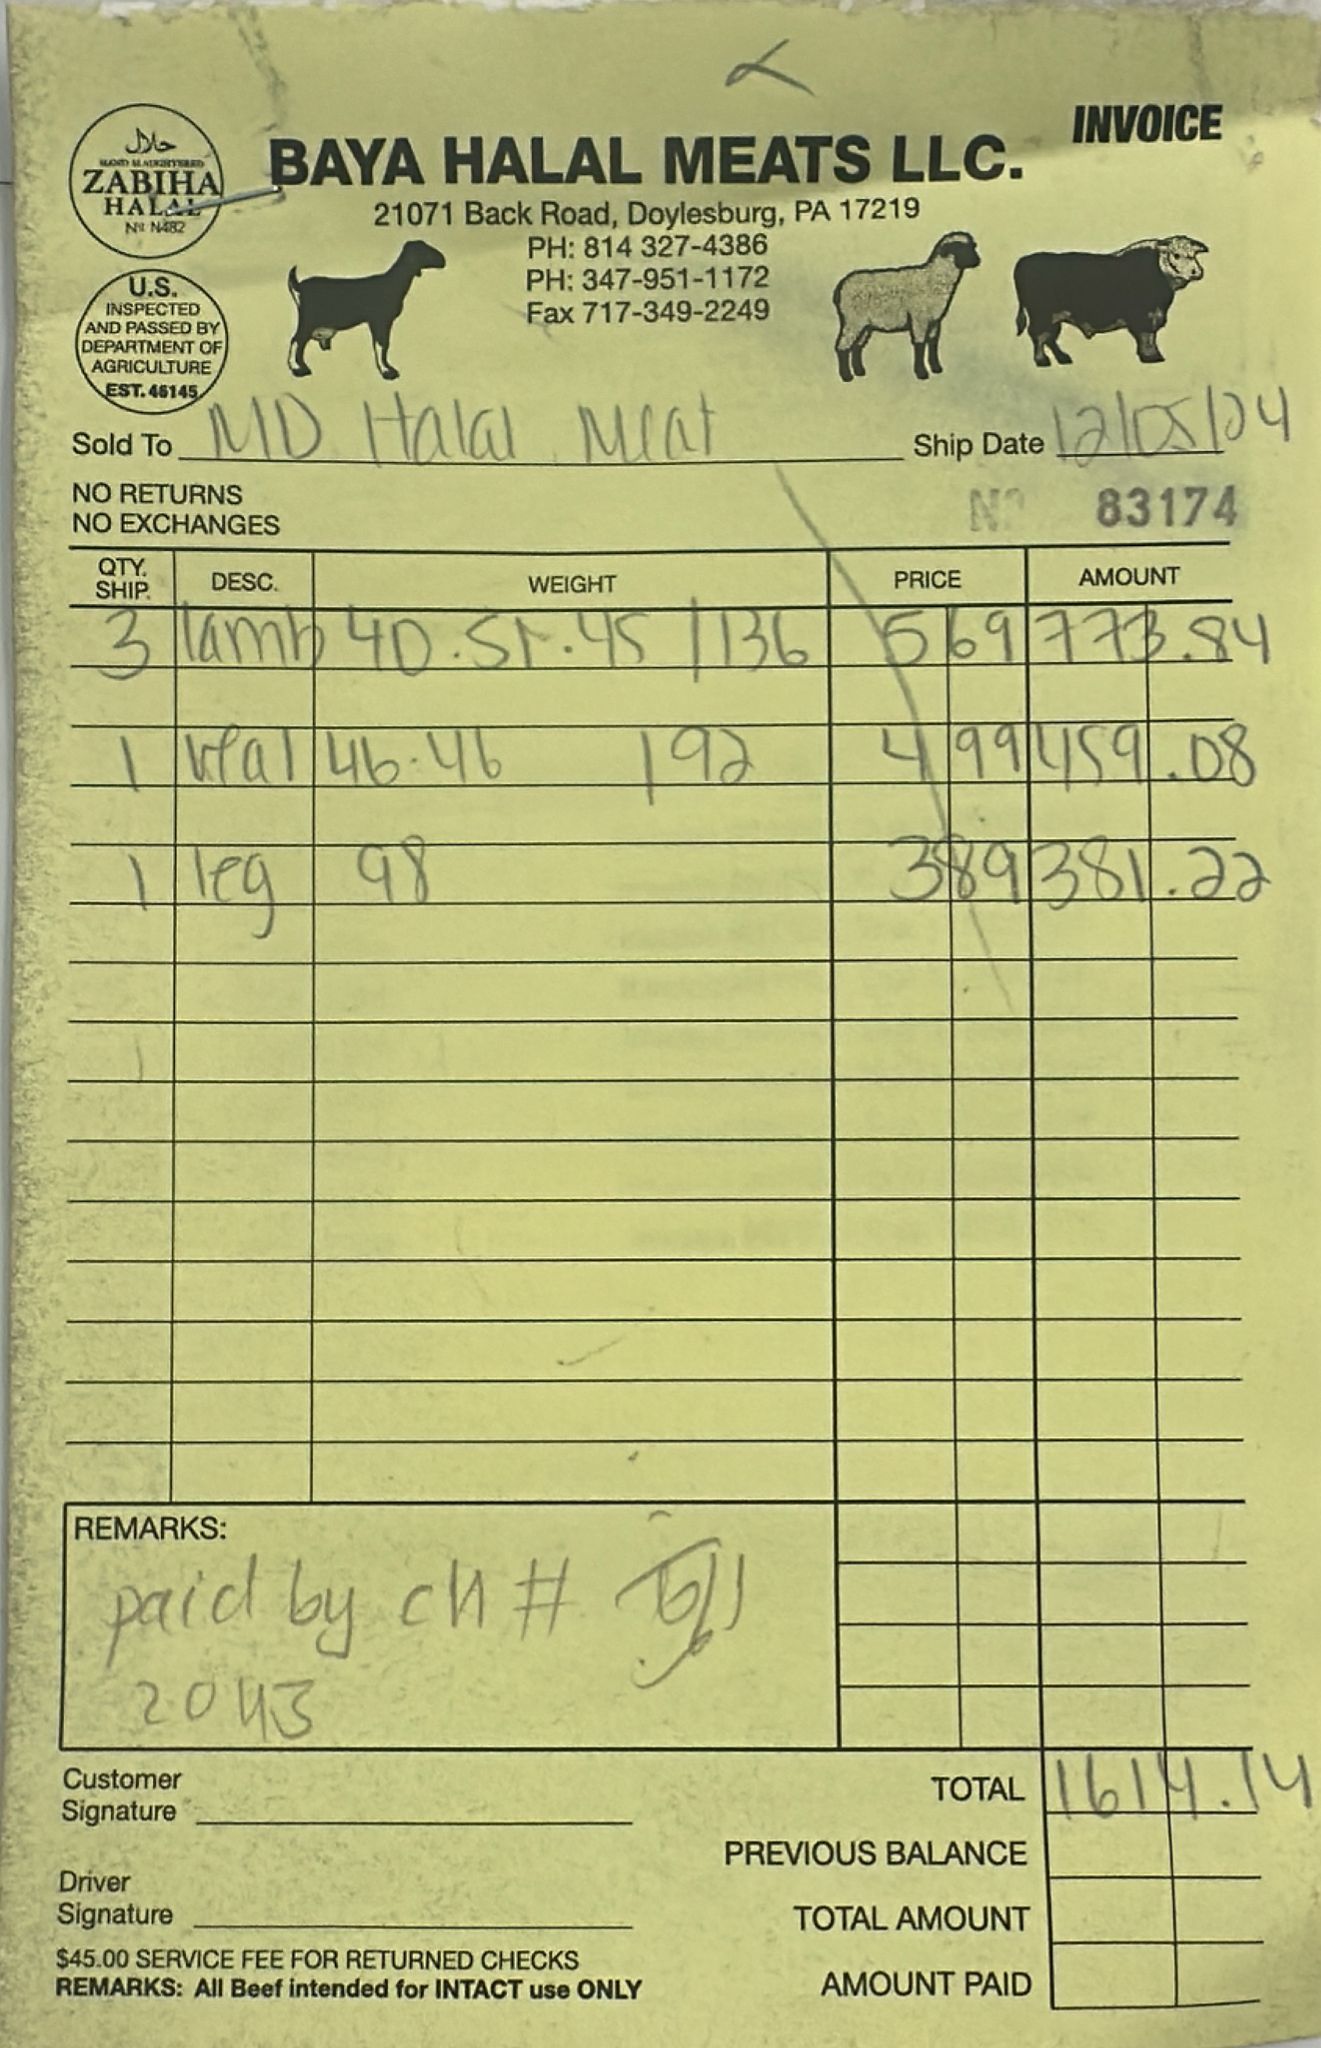 INVOICE
حلال
HAND SLAUGHTERED
ZABIHA
HALAL
No N482
BAYA HALAL MEATS LLC.
21071 Back Road, Doylesburg, PA 17219
PH: 814 327-4386
PH: 347-951-1172
Fax 717-349-2249
U.S.
INSPECTED
AND PASSED BY
DEPARTMENT OF
AGRICULTURE
EST. 46145
Sold To MD Halal Meat Ship Date 12/05/24
NO RETURNS
NO EXCHANGES
No 83174
QTY. SHIP. DESC. WEIGHT PRICE AMOUNT
3 lamb 40.51.45 /136 5 69 773.84
1 veal 46.46 192 4 99 459.08
1 leg 98 389 381.22
REMARKS:
paid by ch #
2043
Customer
Signature
TOTAL 1614.14
PREVIOUS BALANCE
Driver
Signature
TOTAL AMOUNT
$45.00 SERVICE FEE FOR RETURNED CHECKS
REMARKS: All Beef intended for INTACT use ONLY
AMOUNT PAID